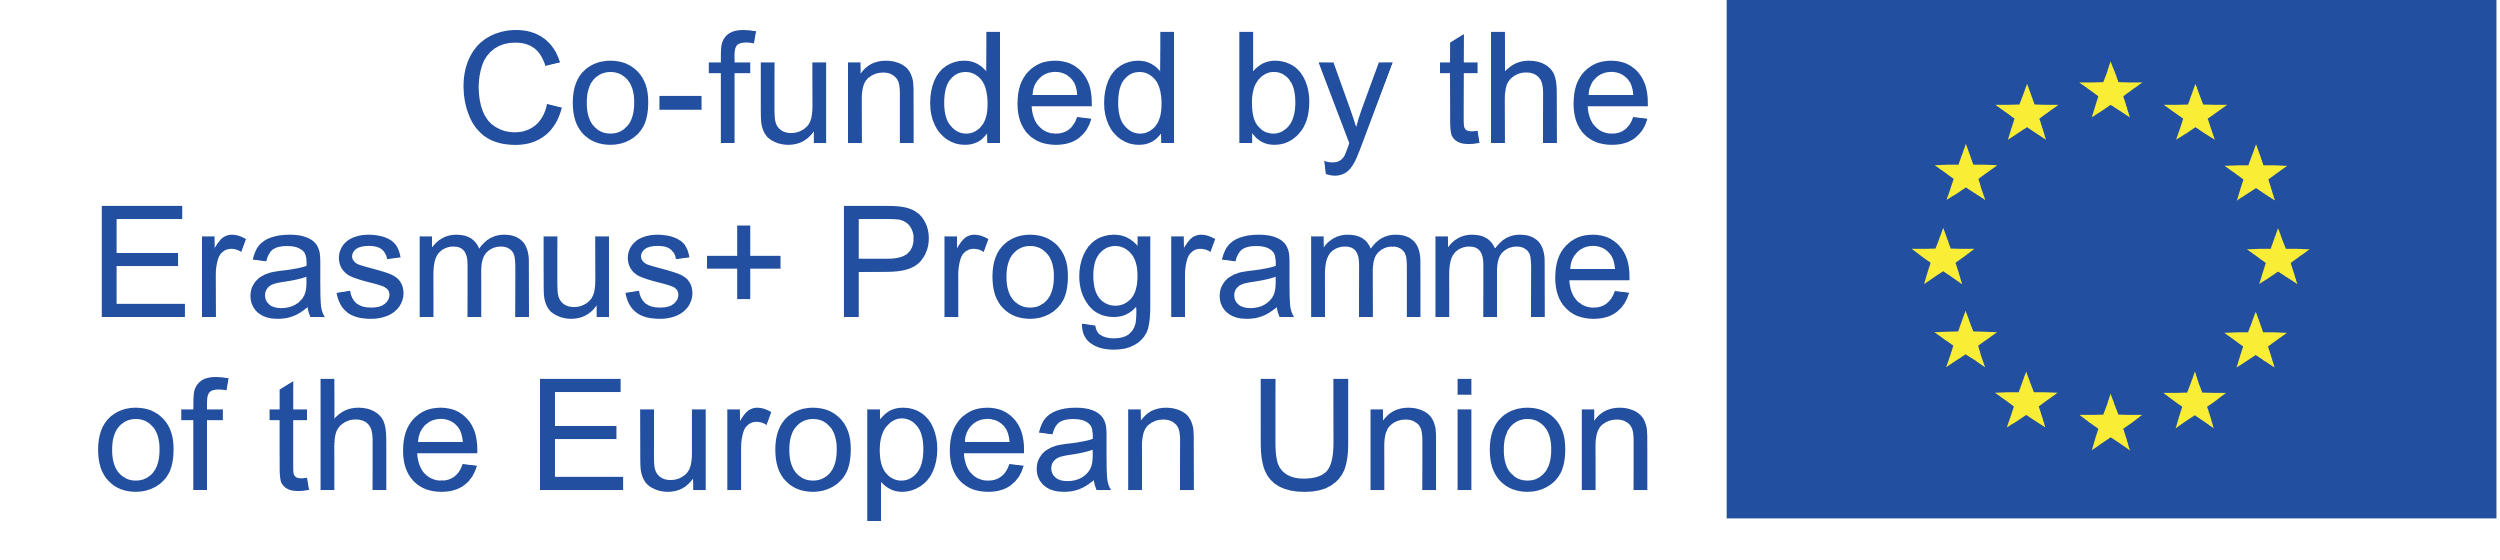 Co-funded by the
Erasmus+ Programme
of the European Union